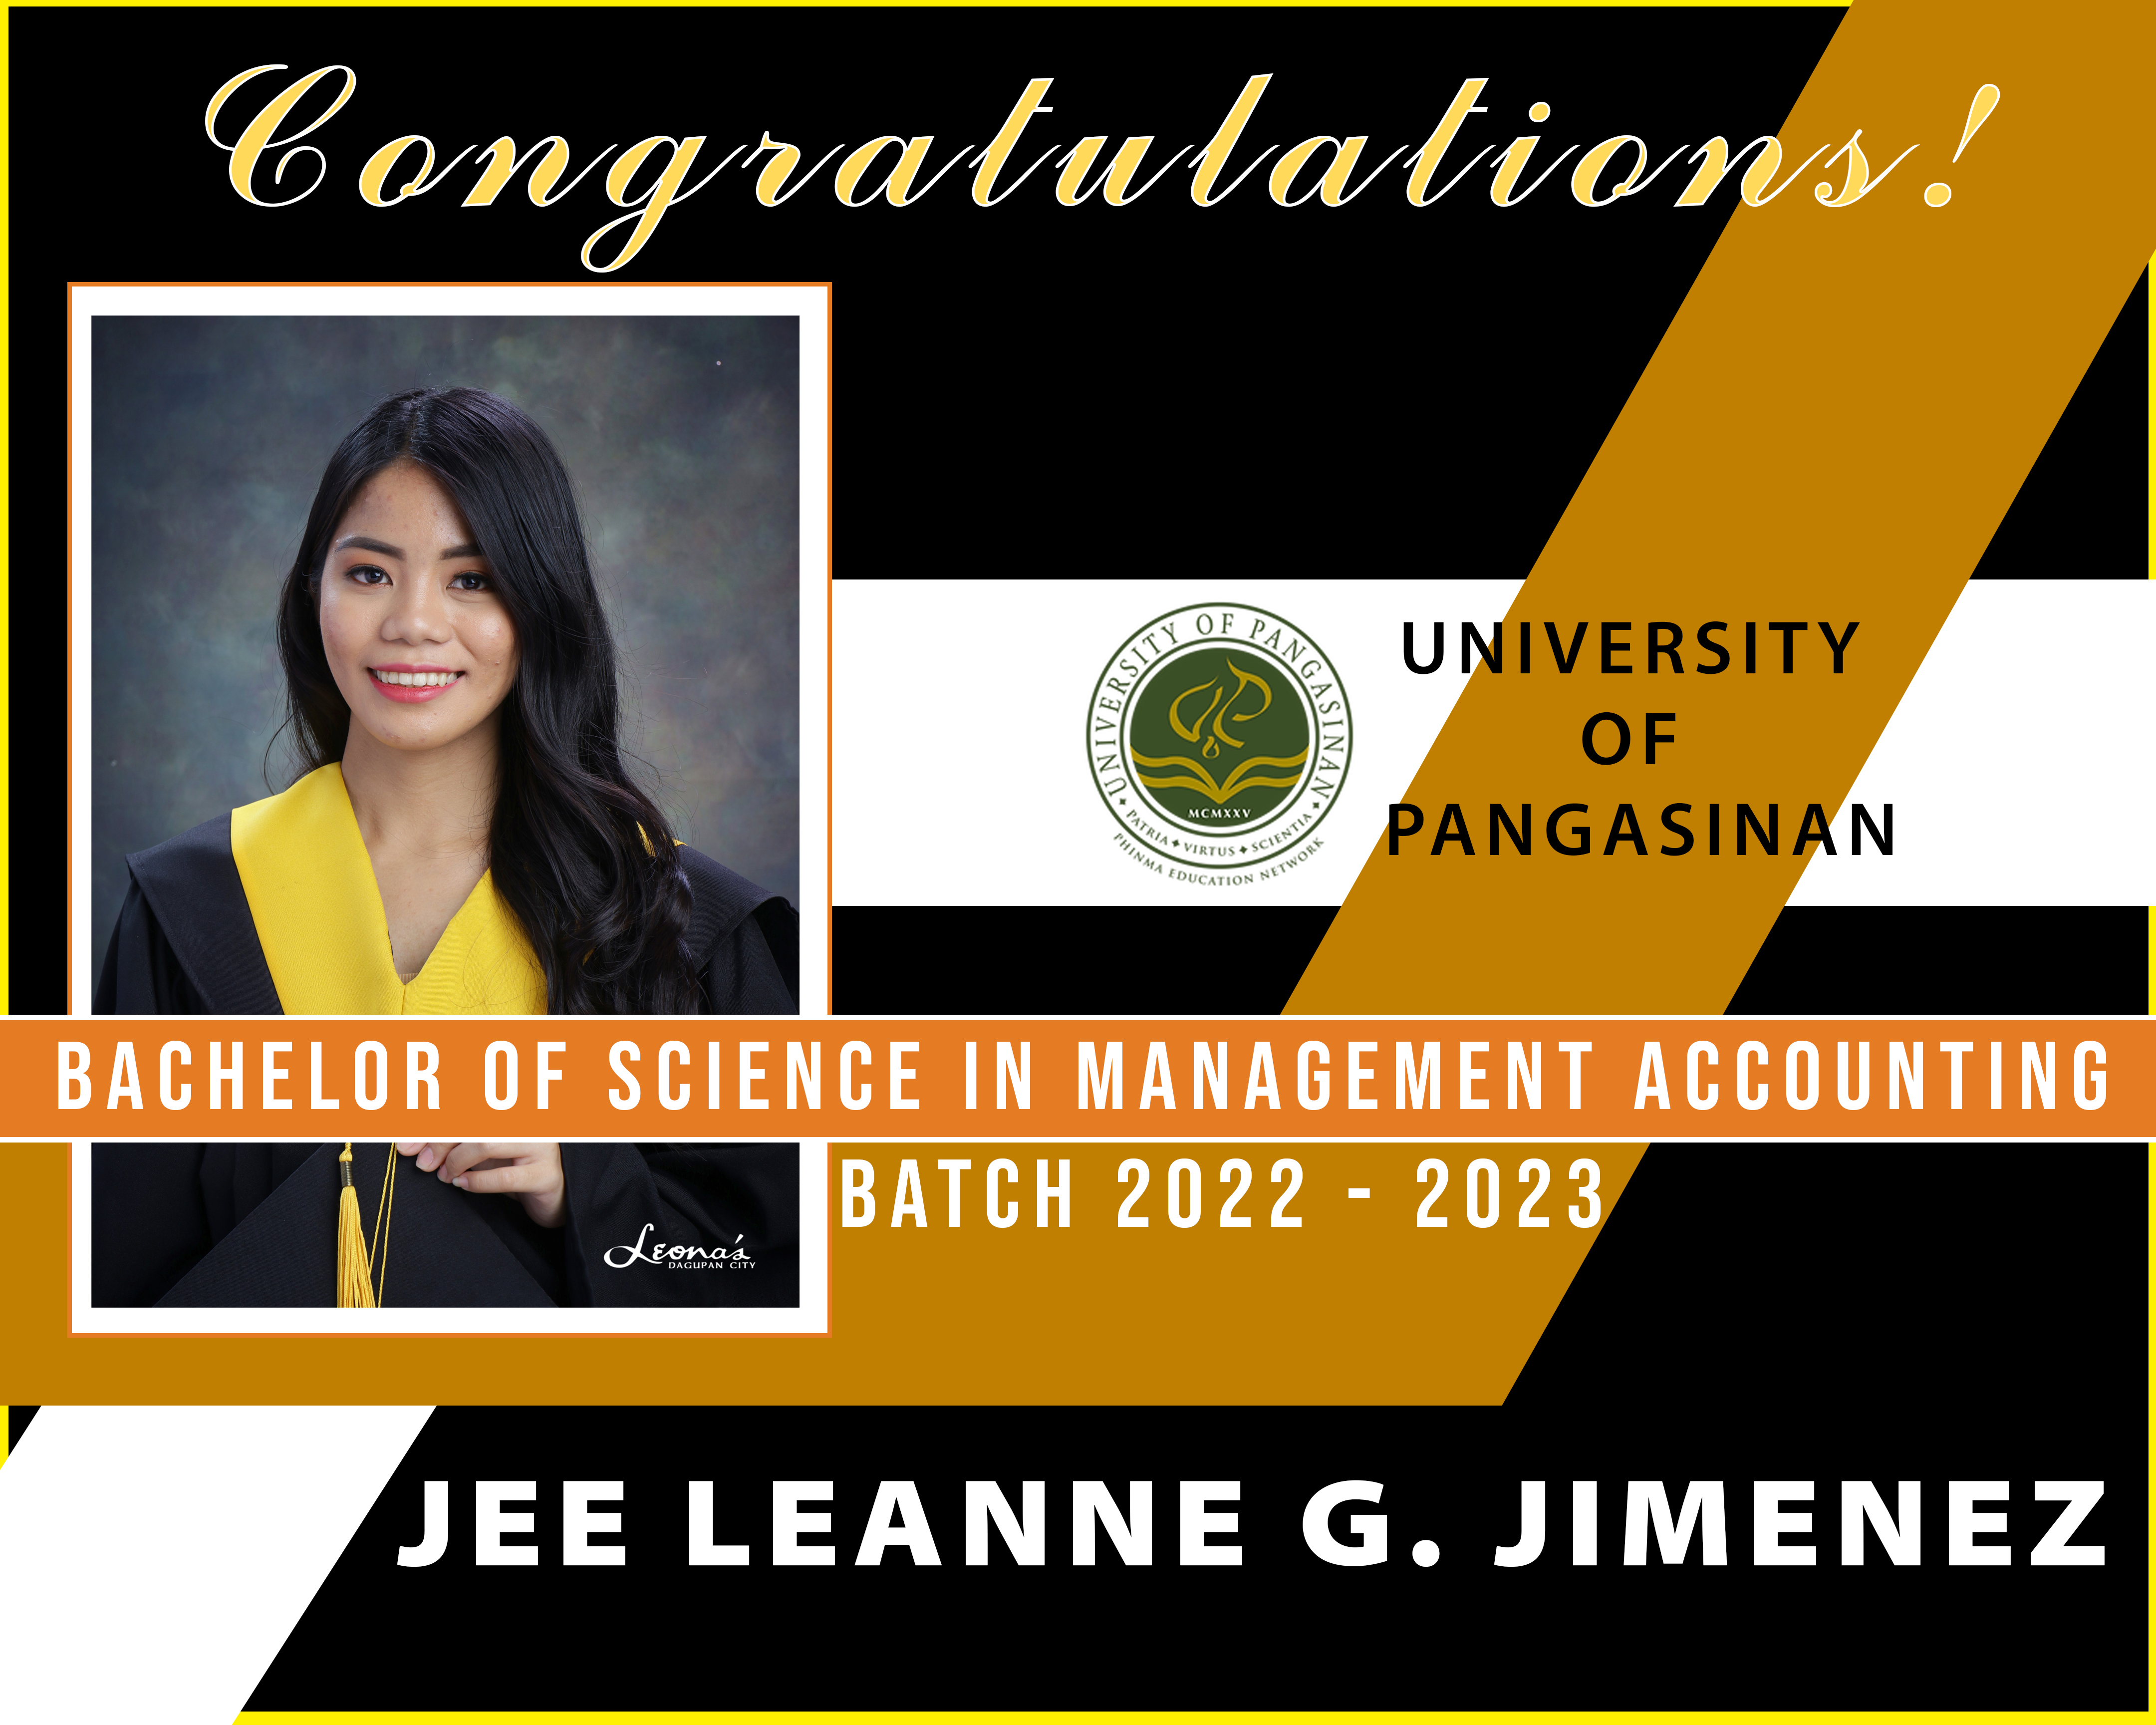 Congratulations!
UNIVERSITY OF PANGASINAN
MCMXXV
PATRIA VIRTUS SCIENTIA
PHINMA EDUCATION NETWORK
UNIVERSITY
OF
PANGASINAN
BACHELOR OF SCIENCE IN MANAGEMENT ACCOUNTING
BATCH 2022 - 2023
Leona's
DAGUPAN CITY
JEE LEANNE G. JIMENEZ